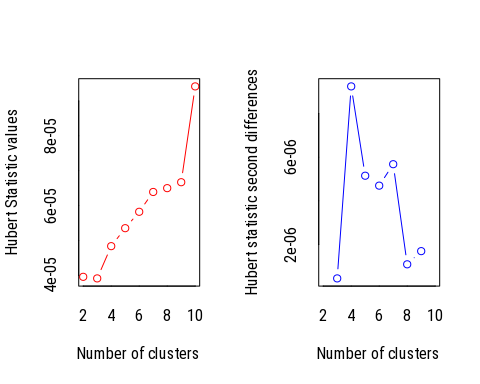 Hubert Statistic values
4e-05 6e-05 8e-05
2 4 6 8 10
Number of clusters
Hubert statistic second differences
2e-06 6e-06
2 4 6 8 10
Number of clusters